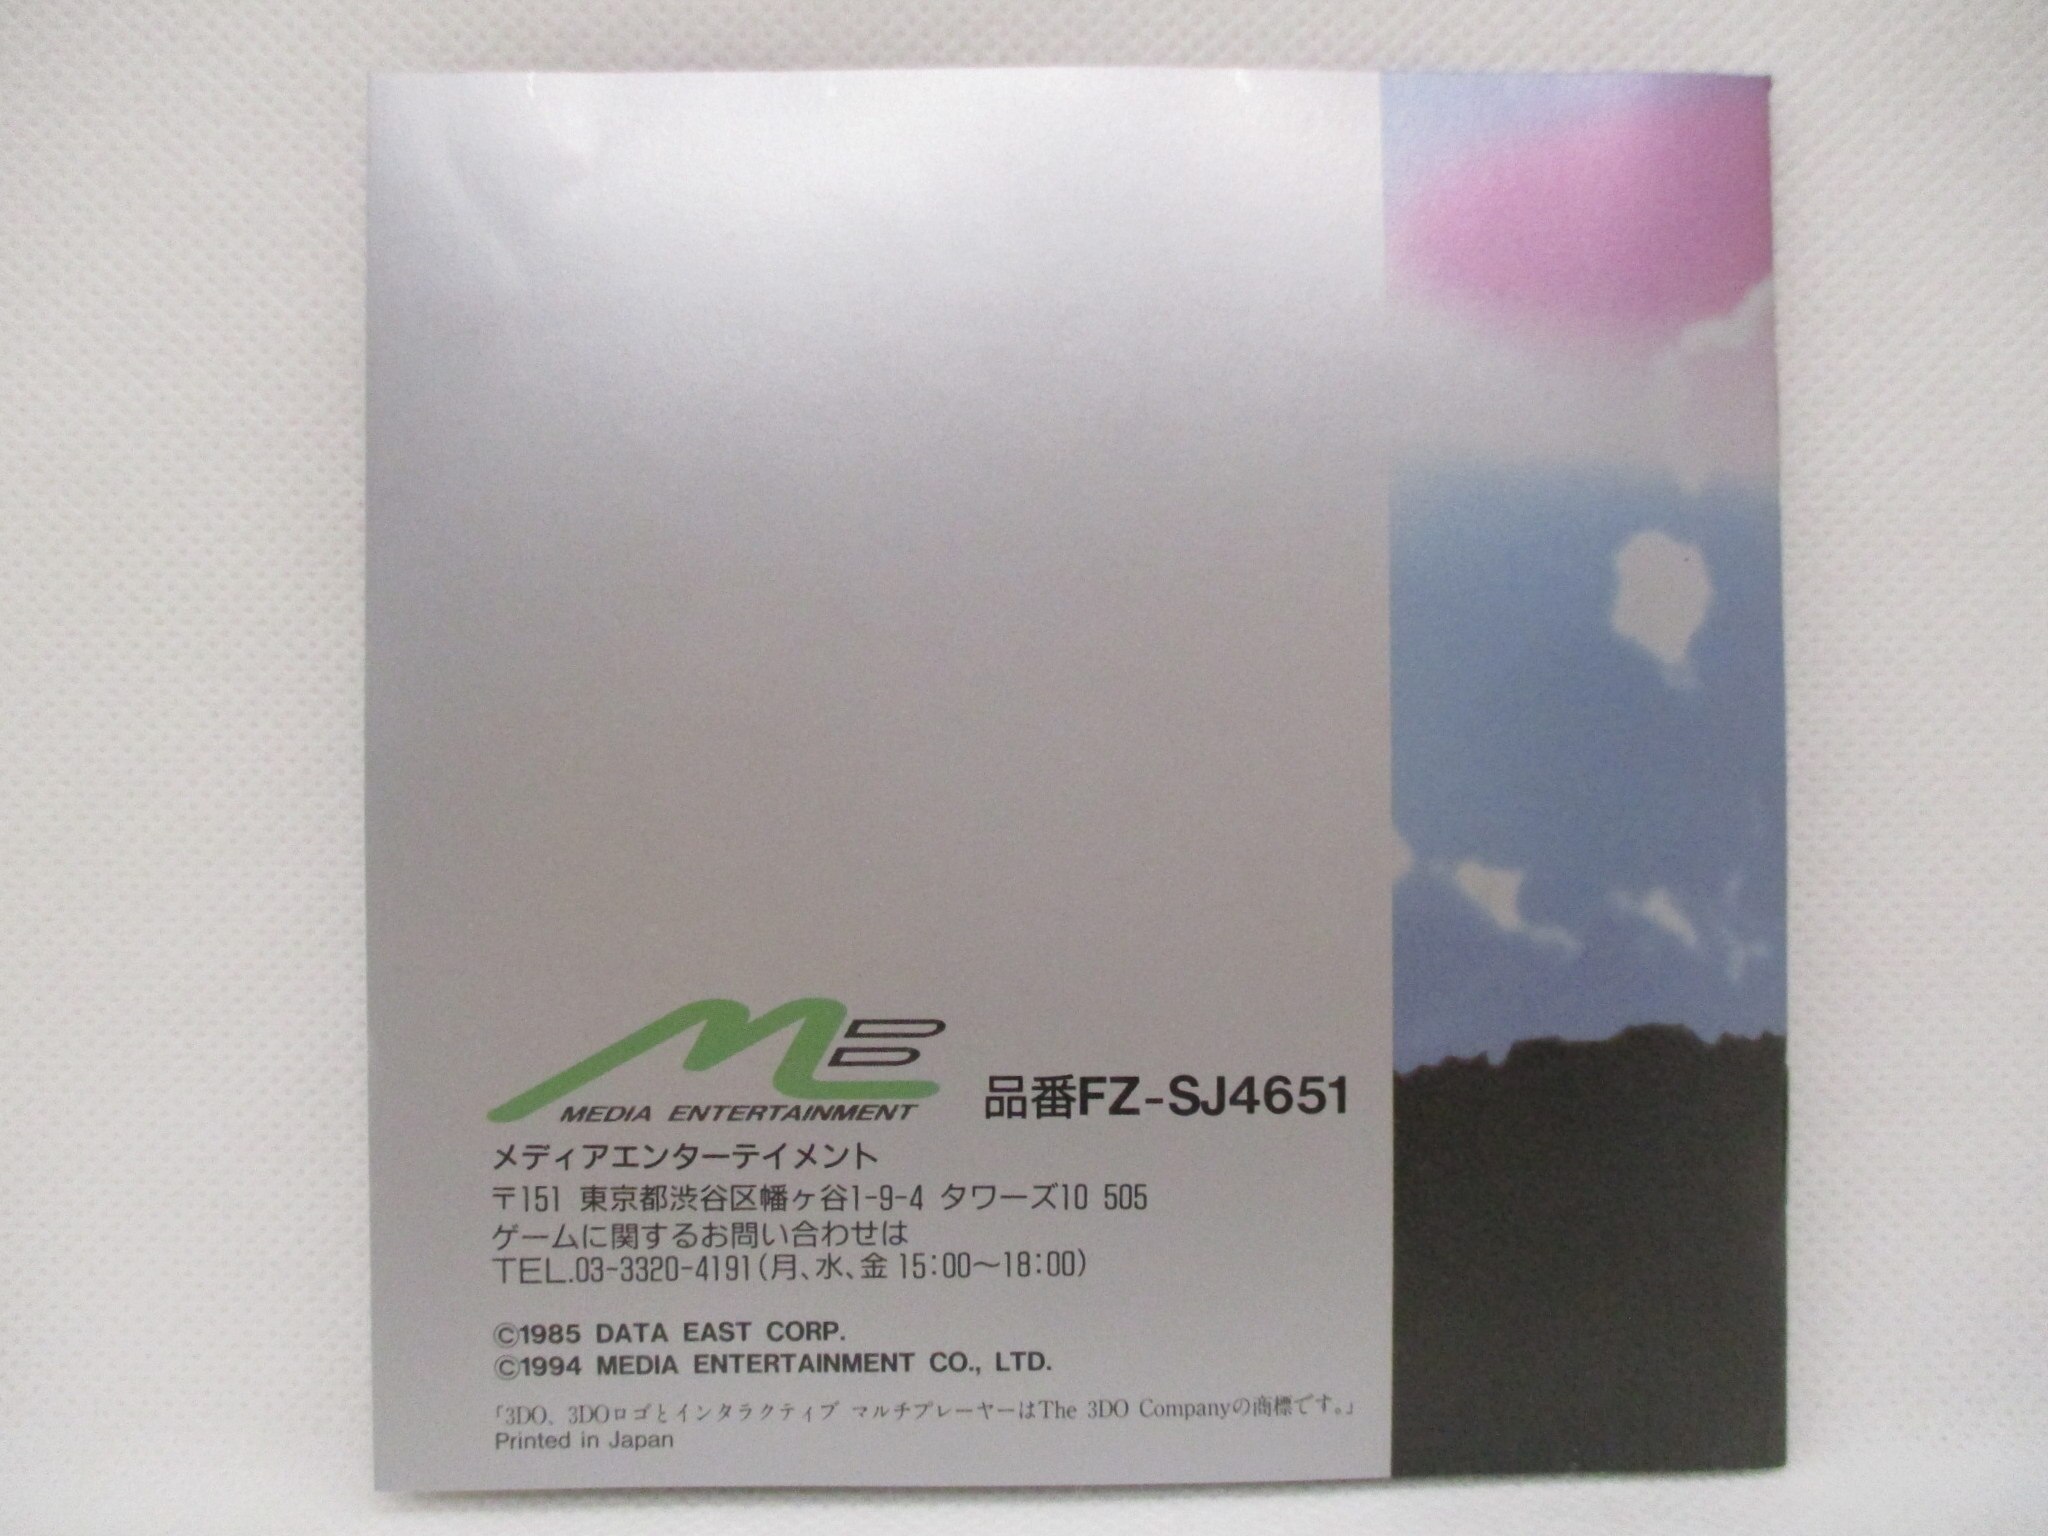 MEDIA ENTERTAINMENT
品番FZ-SJ4651
メディアエンターテイメント
〒151 東京都渋谷区幡ヶ谷1-9-4 タワーズ10 505
ゲームに関するお問い合わせは
TEL.03-3320-4191(月、水、金 15:00〜18:00)
©1985 DATA EAST CORP.
©1994 MEDIA ENTERTAINMENT CO., LTD.
「3DO、3DOロゴとインタラクティブ マルチプレーヤーはThe 3DO Companyの商標です。」
Printed in Japan